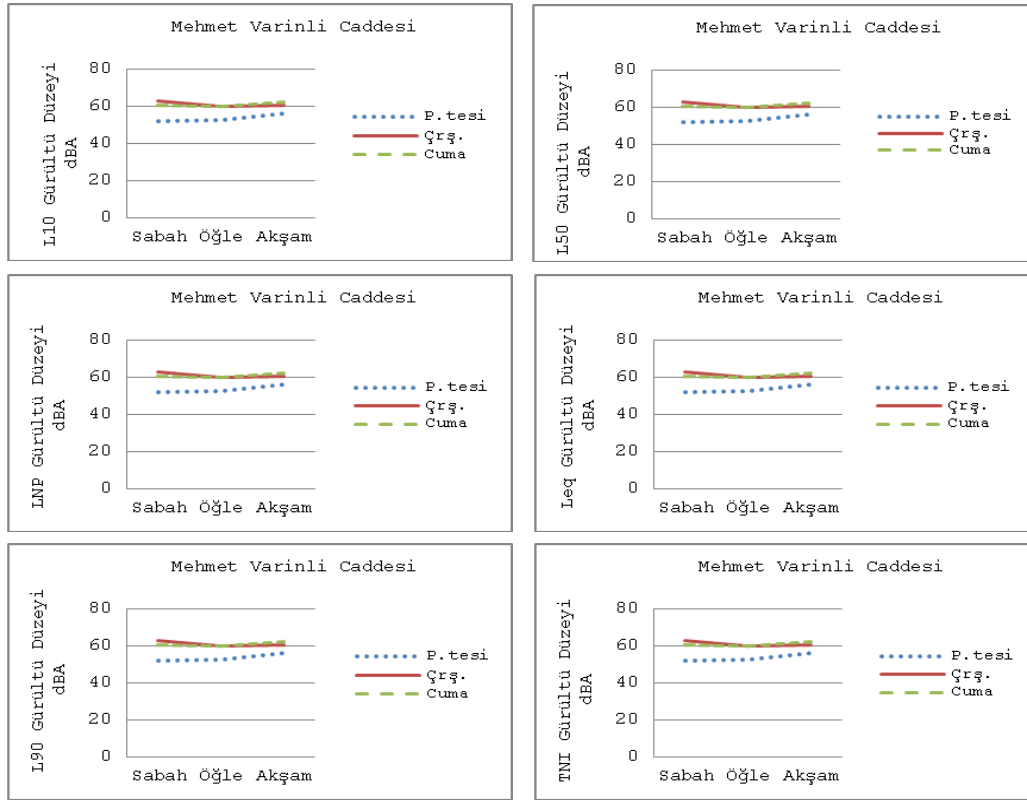 Mehmet Varinli Caddesi
L10 Gürültü Düzeyi
dBA
80
60
40
20
0
Sabah Öğle Akşam
P.tesi
Çrş.
Cuma
Mehmet Varinli Caddesi
L50 Gürültü Düzeyi
dBA
80
60
40
20
0
Sabah Öğle Akşam
P.tesi
Çrş.
Cuma
Mehmet Varinli Caddesi
LNP Gürültü Düzeyi
dBA
80
60
40
20
0
Sabah Öğle Akşam
P.tesi
Çrş.
Cuma
Mehmet Varinli Caddesi
Leq Gürültü Düzeyi
dBA
80
60
40
20
0
Sabah Öğle Akşam
P.tesi
Çrş.
Cuma
Mehmet Varinli Caddesi
L90 Gürültü Düzeyi
dBA
80
60
40
20
0
Sabah Öğle Akşam
P.tesi
Çrş.
Cuma
Mehmet Varinli Caddesi
TNI Gürültü Düzeyi
dBA
80
60
40
20
0
Sabah Öğle Akşam
P.tesi
Çrş.
Cuma